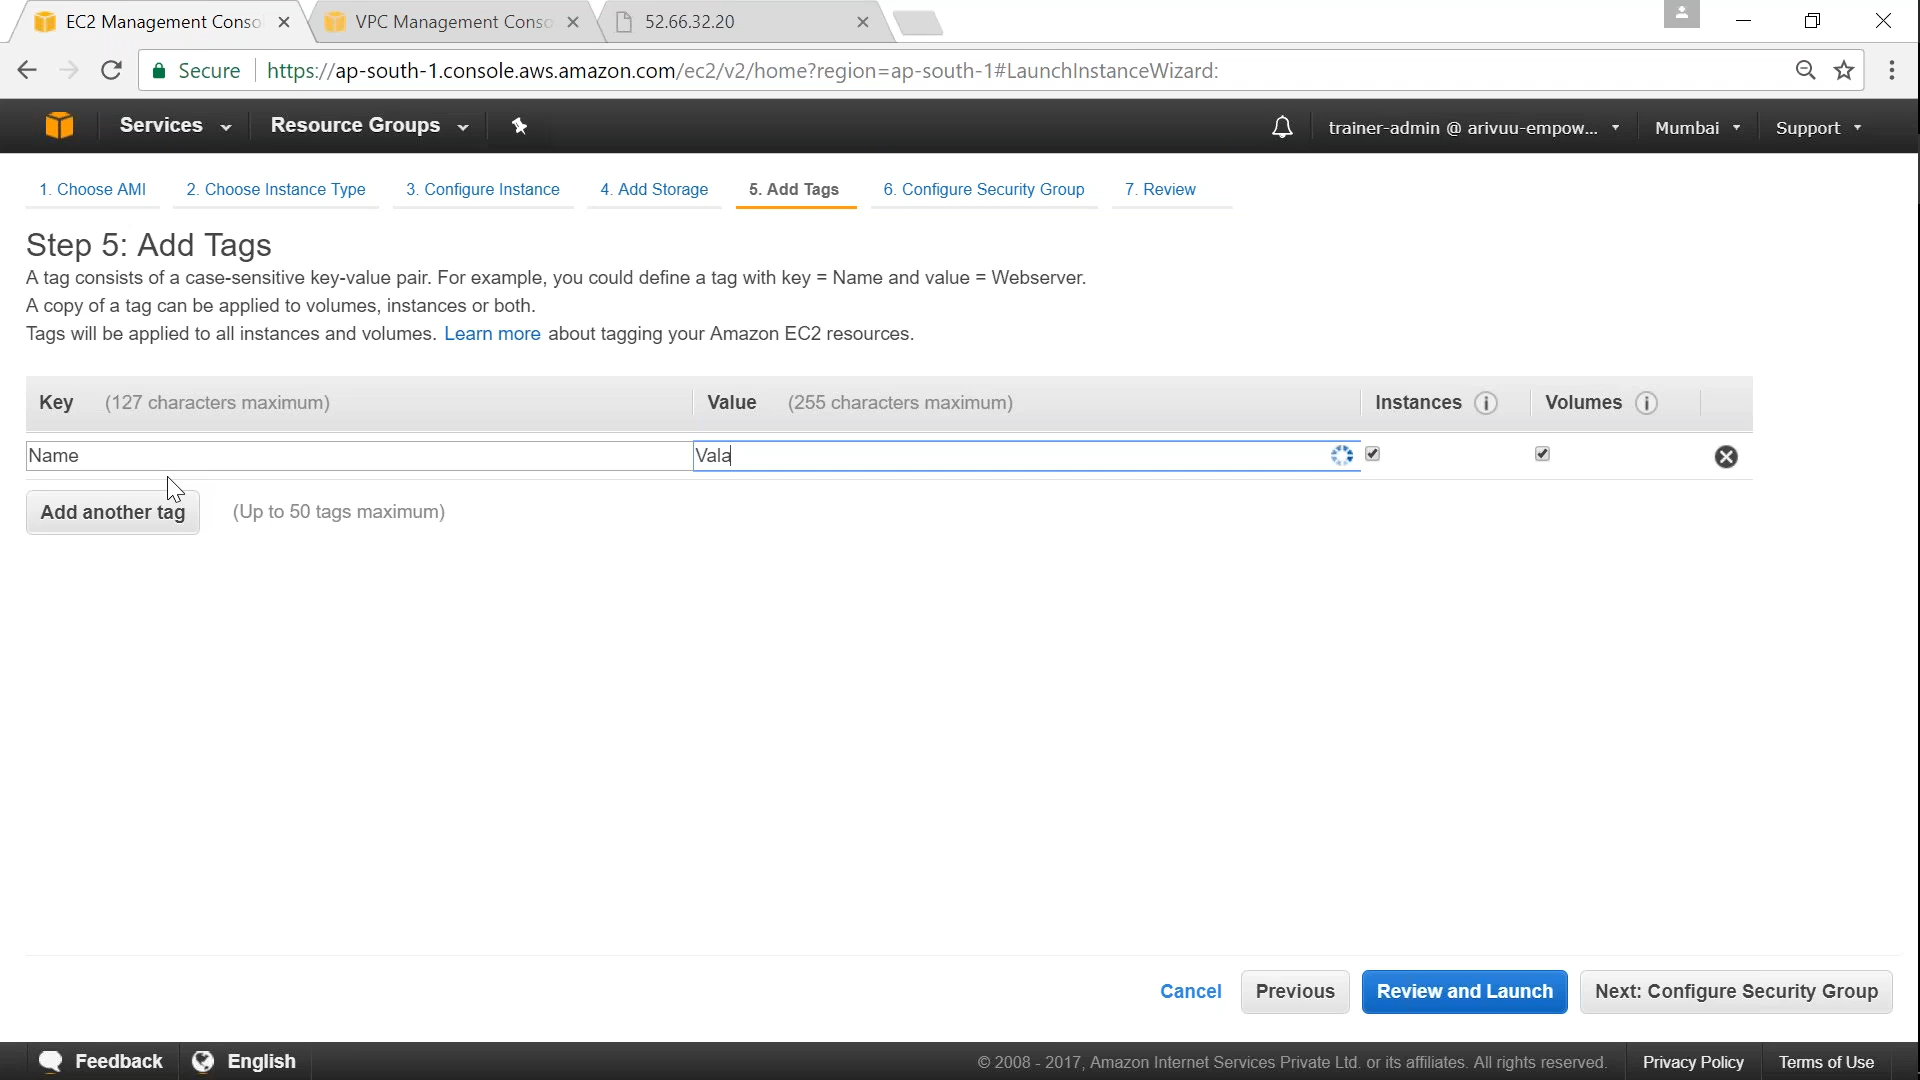 EC2 Management Conso
VPC Management Conso
52.66.32.20
Secure
https://ap-south-1.console.aws.amazon.com/ec2/v2/home?region=ap-south-1#LaunchInstanceWizard:
Services
Resource Groups
trainer-admin @ arivuu-empow...
Mumbai
Support
1. Choose AMI
2. Choose Instance Type
3. Configure Instance
4. Add Storage
5. Add Tags
6. Configure Security Group
7. Review
Step 5: Add Tags
A tag consists of a case-sensitive key-value pair. For example, you could define a tag with key = Name and value = Webserver.
A copy of a tag can be applied to volumes, instances or both.
Tags will be applied to all instances and volumes. Learn more about tagging your Amazon EC2 resources.
Key (127 characters maximum)
Value (255 characters maximum)
Instances
Volumes
Name
Vala
Add another tag
(Up to 50 tags maximum)
Cancel
Previous
Review and Launch
Next: Configure Security Group
Feedback
English
© 2008 - 2017, Amazon Internet Services Private Ltd. or its affiliates. All rights reserved.
Privacy Policy
Terms of Use